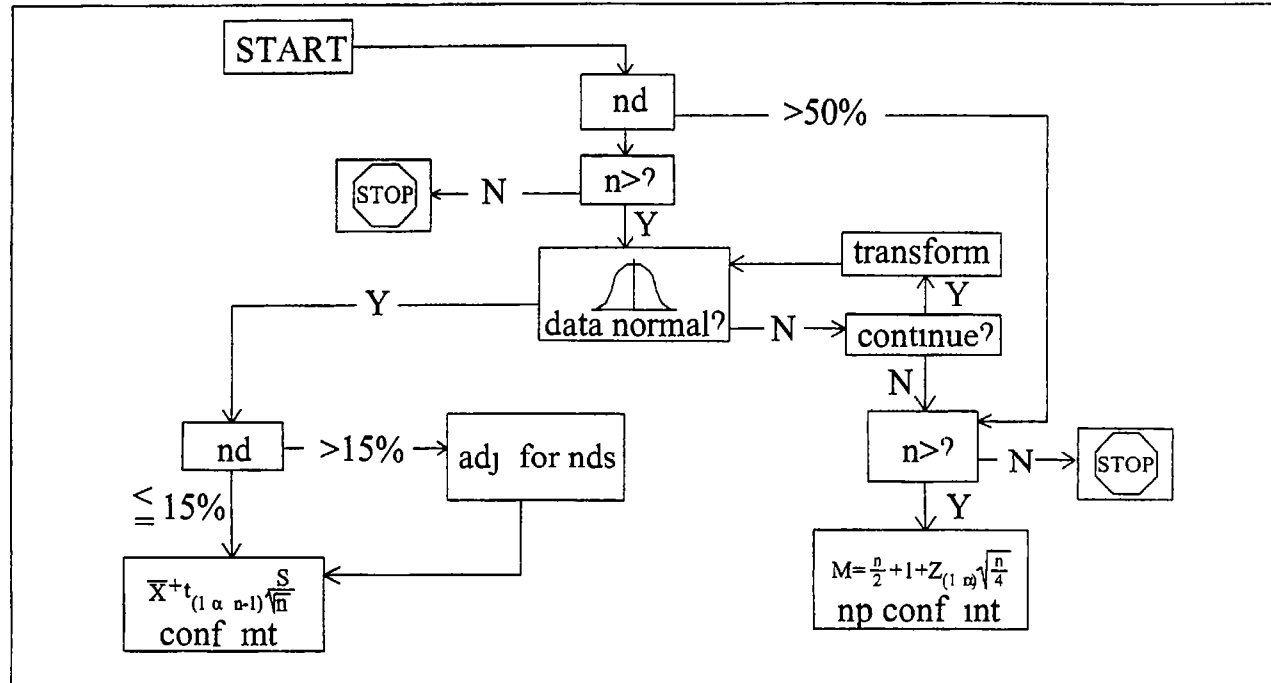 START
nd
>50%
n>?
N
STOP
Y
transform
Y
data normal?
Y
N
continue?
N
nd
>15%
adj for nds
n>?
N
STOP
≤ 15%
Y
X̅+t(1 α n-1) S/√n
conf mt
M=n/2+1+Z(1 α)√n/4
np conf int